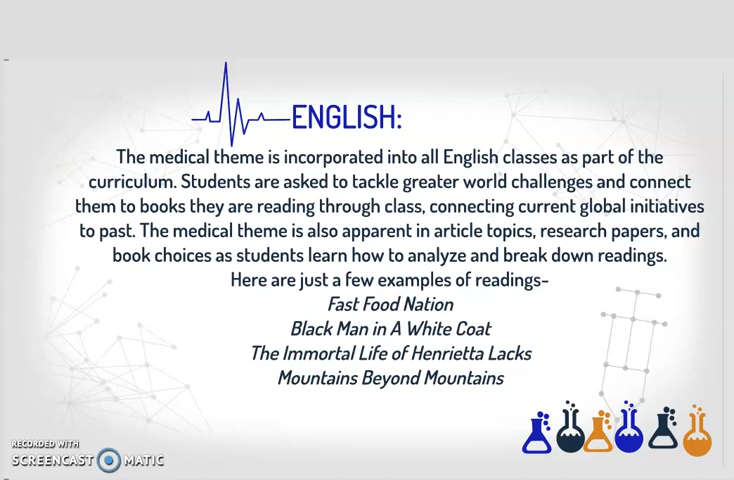 ENGLISH:
The medical theme is incorporated into all English classes as part of the
curriculum. Students are asked to tackle greater world challenges and connect
them to books they are reading through class, connecting current global initiatives
to past. The medical theme is also apparent in article topics, research papers, and
book choices as students learn how to analyze and break down readings.
Here are just a few examples of readings-
Fast Food Nation
Black Man in A White Coat
The Immortal Life of Henrietta Lacks
Mountains Beyond Mountains
RECORDED WITH
SCREENCAST MATIC